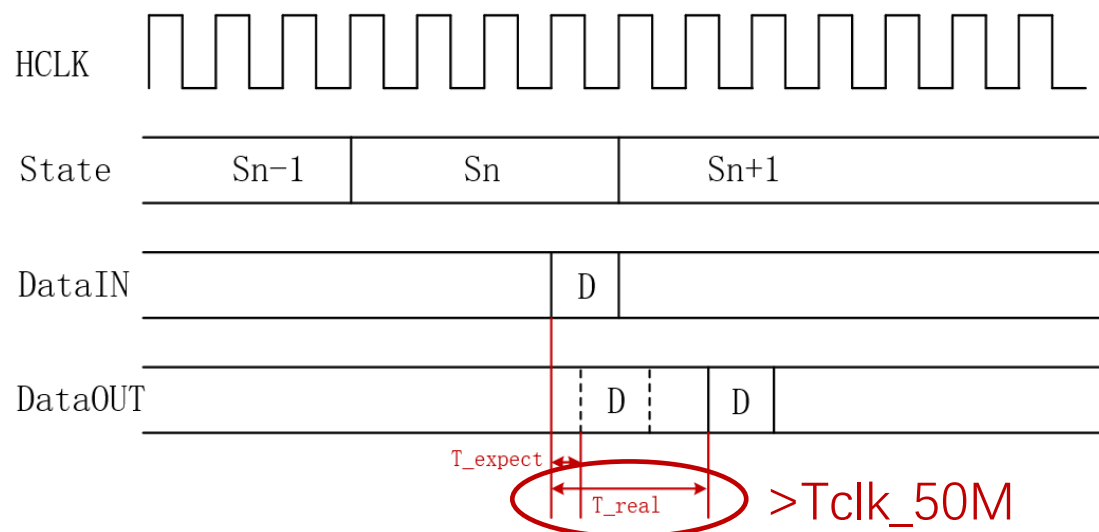 HCLK
State Sn-1 Sn Sn+1
DataIN D
DataOUT D D
T_expect
T_real >Tclk_50M